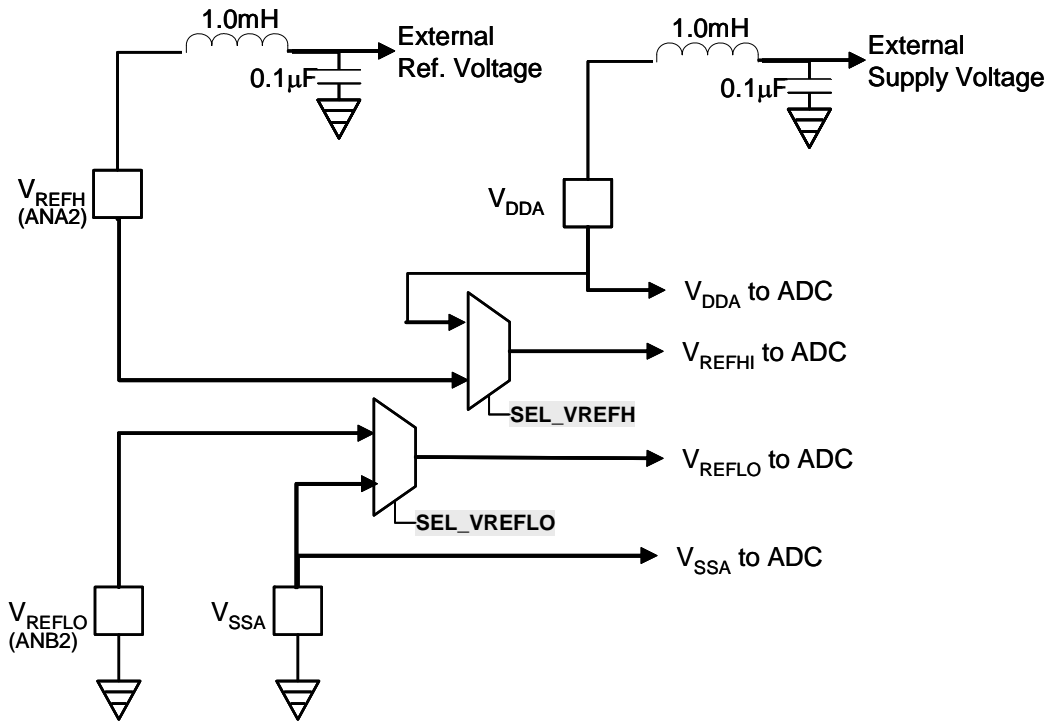 1.0mH
External
Ref. Voltage
0.1μF
1.0mH
External
Supply Voltage
0.1μF
VREFH
(ANA2)
VDDA
VDDA to ADC
VREFHI to ADC
SEL_VREFH
VREFLO to ADC
SEL_VREFLO
VSSA to ADC
VREFLO
(ANB2)
VSSA